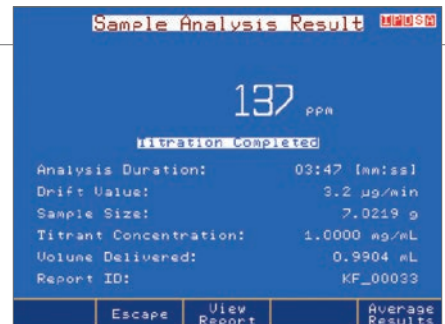 Sample Analysis Result
137 ppm
Titration Completed
Analysis Duration: 03:47 [mm:ss]
Drift Value: 3.2 µg/min
Sample Size: 7.0219 g
Titrant Concentration: 1.0000 mg/mL
Volume Delivered: 0.9904 mL
Report ID: KF_00033
Escape View Report Average Results